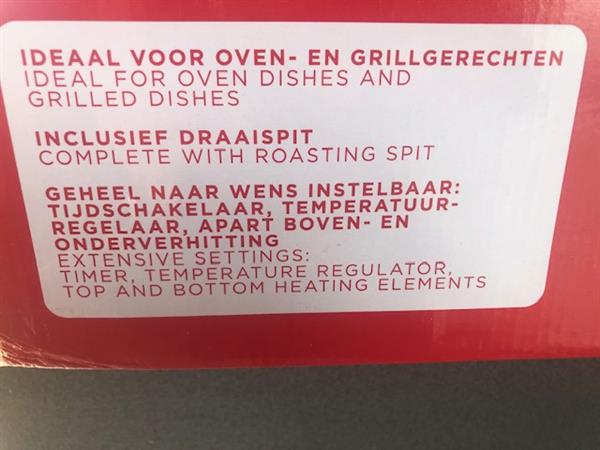 IDEAAL VOOR OVEN- EN GRILLGERECHTEN
IDEAL FOR OVEN DISHES AND
GRILLED DISHES
INCLUSIEF DRAAISPIT
COMPLETE WITH ROASTING SPIT
GEHEEL NAAR WENS INSTELBAAR:
TIJDSCHAKELAAR, TEMPERATUUR-
REGELAAR, APART BOVEN- EN
ONDERVERHITTING
EXTENSIVE SETTINGS:
TIMER, TEMPERATURE REGULATOR,
TOP AND BOTTOM HEATING ELEMENTS